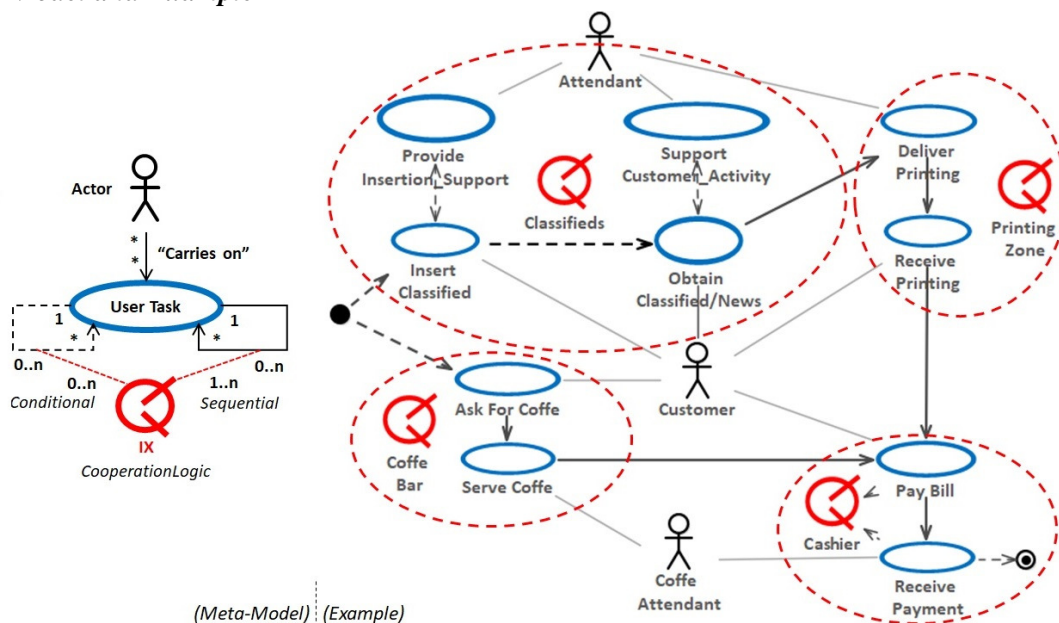 Actor
*
*
"Carries on"
User Task
1
1
*
*
0..n
0..n
0..n
1..n
Conditional
Sequential
IX
CooperationLogic
(Meta-Model)
(Example)
Attendant
Provide
Insertion_Support
Support
Customer_Activity
Classifieds
Insert
Classified
Obtain
Classified/News
Deliver
Printing
Receive
Printing
Printing
Zone
Customer
Ask For Coffe
Coffe
Bar
Serve Coffe
Pay Bill
Cashier
Coffe
Attendant
Receive
Payment